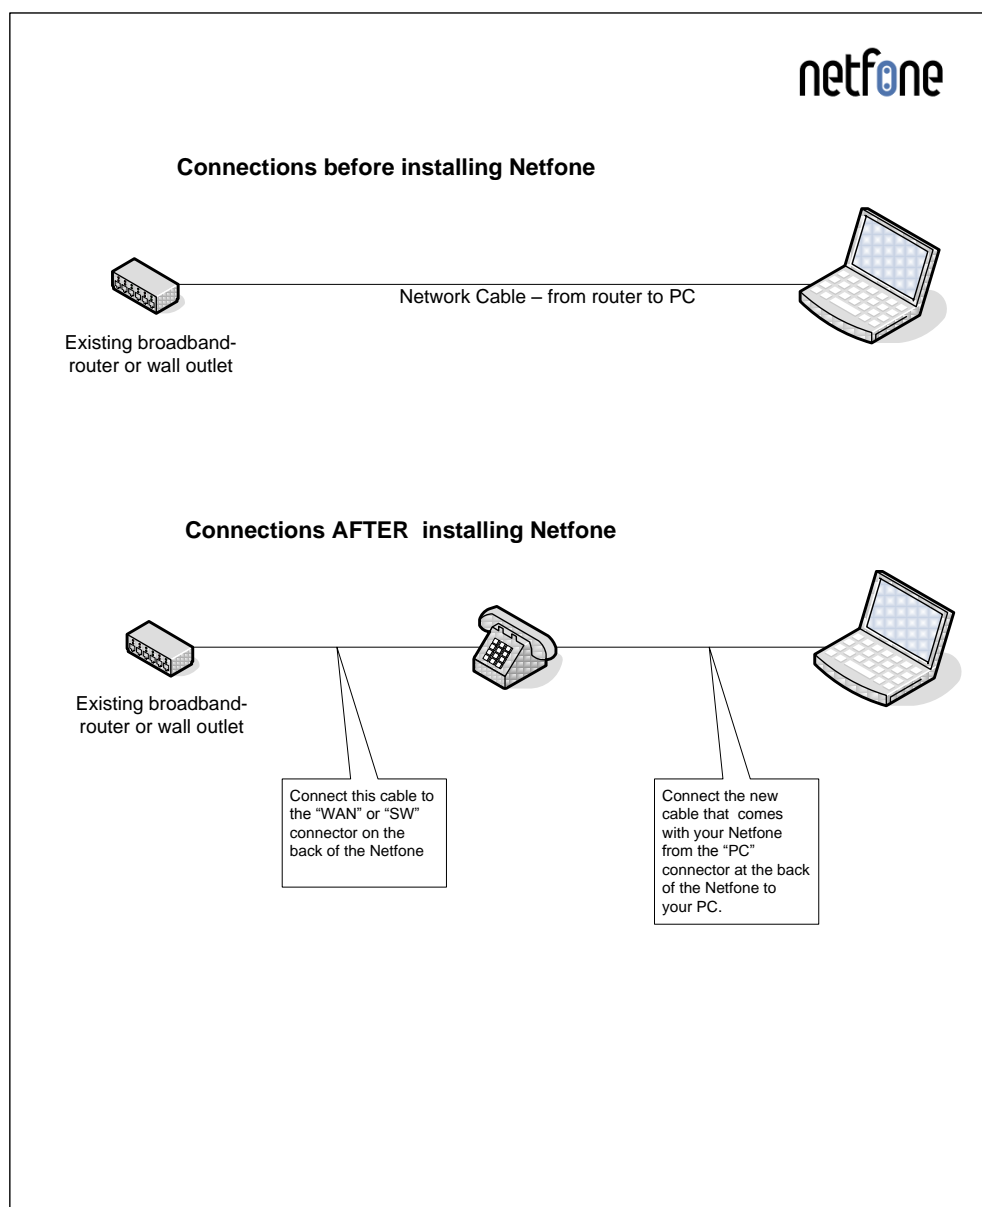 netfone
Connections before installing Netfone
Network Cable – from router to PC
Existing broadband-
router or wall outlet
Connections AFTER  installing Netfone
Existing broadband-
router or wall outlet
Connect this cable to
the “WAN” or “SW”
connector on the
back of the Netfone
Connect the new
cable that  comes
with your Netfone
from the “PC”
connector at the back
of the Netfone to
your PC.